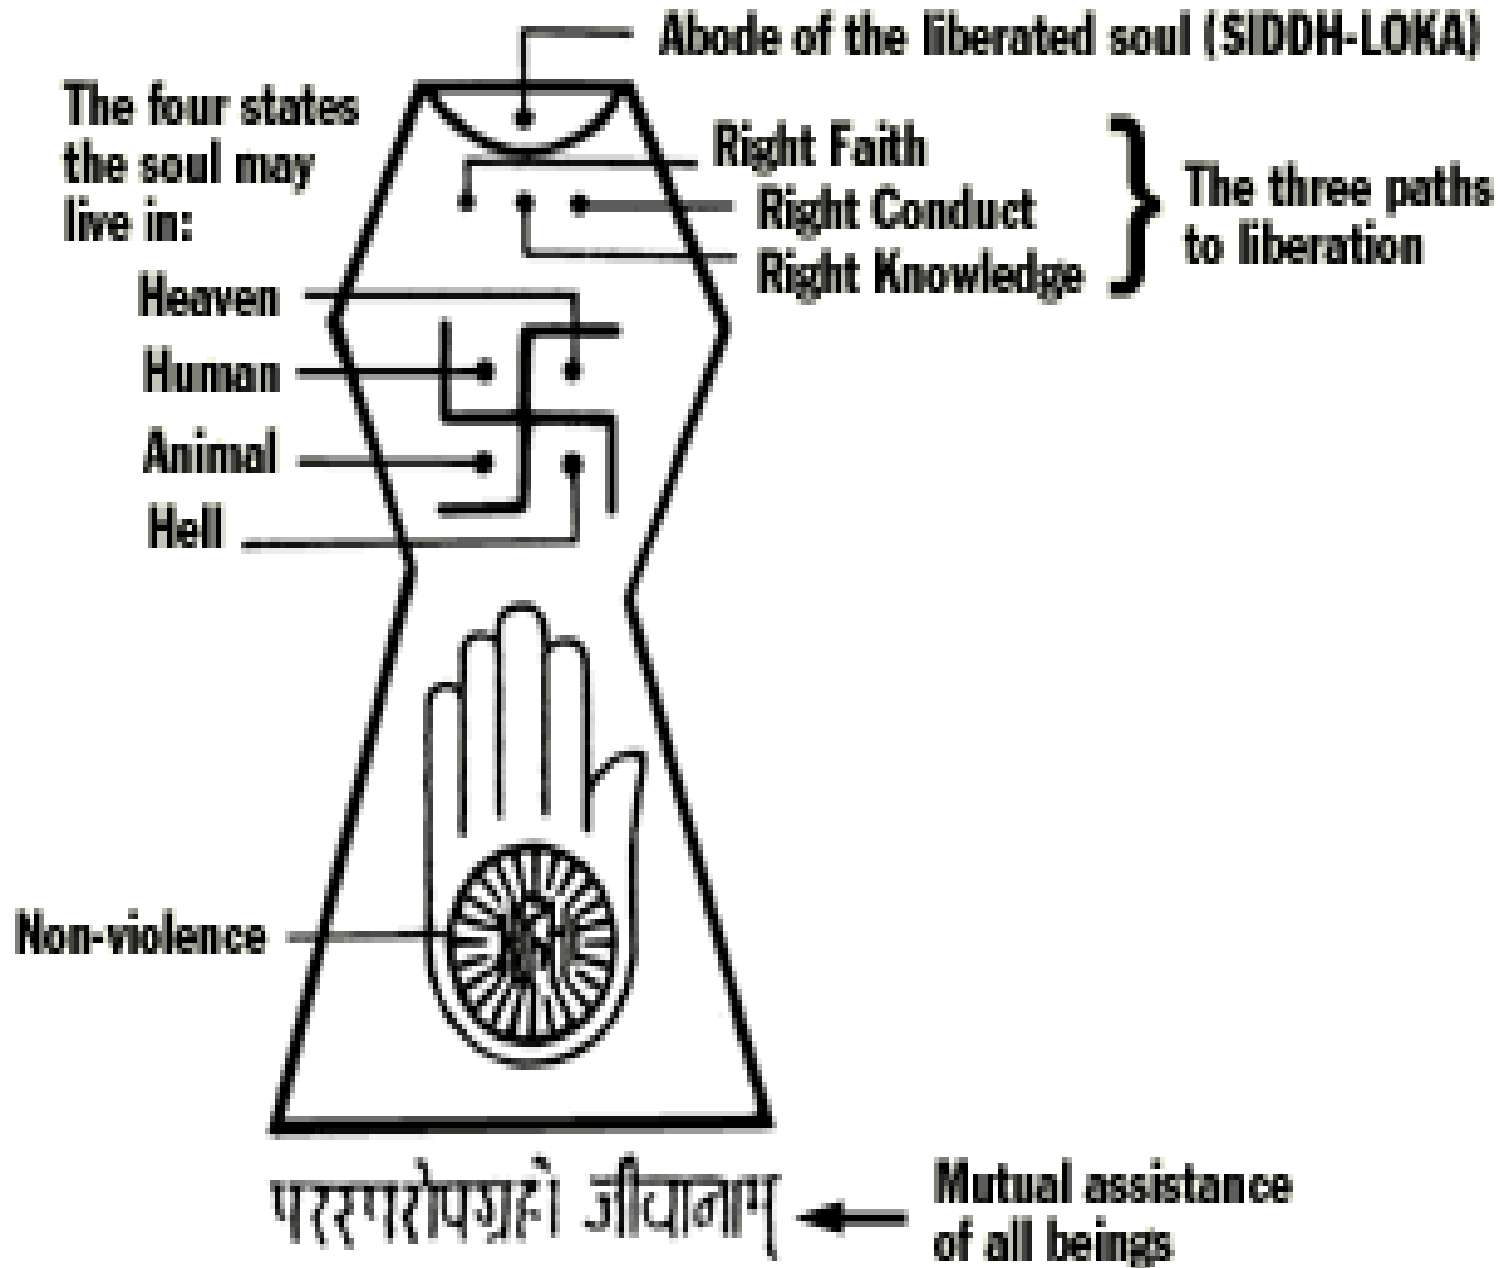 Abode of the liberated soul (SIDDH-LOKA)
The four states
the soul may
live in:
Right Faith
Right Conduct
Right Knowledge
The three paths
to liberation
Heaven
Human
Animal
Hell
Non-violence
परस्परोपग्रहो जीवानाम्
Mutual assistance
of all beings